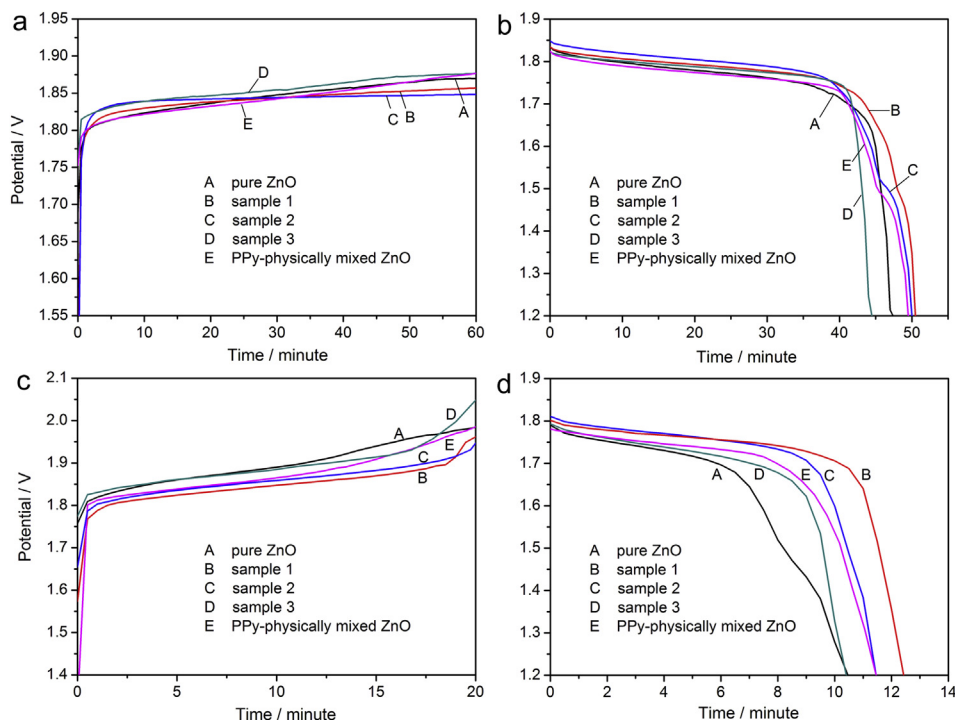 a
1.95
1.90
1.85
1.80
1.75
1.70
1.65
1.60
1.55
Potential / V
0 10 20 30 40 50 60
Time / minute
D
E
C B
A
A pure ZnO
B sample 1
C sample 2
D sample 3
E PPy-physically mixed ZnO
b
1.9
1.8
1.7
1.6
1.5
1.4
1.3
1.2
0 10 20 30 40 50
Time / minute
B
A
E
C
D
A pure ZnO
B sample 1
C sample 2
D sample 3
E PPy-physically mixed ZnO
c
2.1
2.0
1.9
1.8
1.7
1.6
1.5
1.4
Potential / V
0 5 10 15 20
Time / minute
D
A
E
C
B
A pure ZnO
B sample 1
C sample 2
D sample 3
E PPy-physically mixed ZnO
d
1.9
1.8
1.7
1.6
1.5
1.4
1.3
1.2
0 2 4 6 8 10 12 14
Time / minute
A D E C B
A pure ZnO
B sample 1
C sample 2
D sample 3
E PPy-physically mixed ZnO